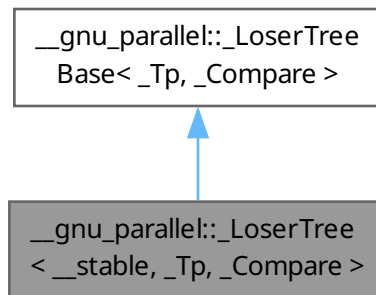 __gnu_parallel::_LoserTree
Base< _Tp, _Compare >
__gnu_parallel::_LoserTree
< __stable, _Tp, _Compare >